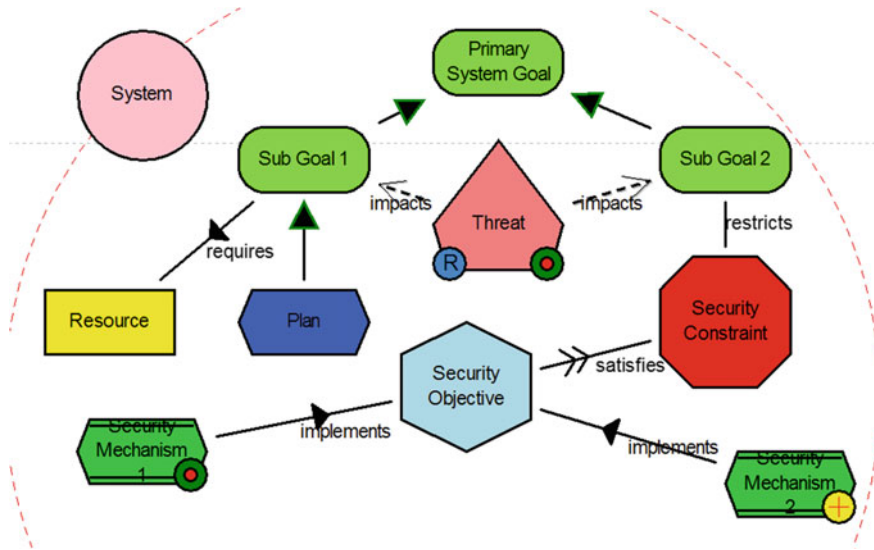 Primary
System Goal
System
Sub Goal 1
Sub Goal 2
impacts
impacts
Threat
R
restricts
requires
Resource
Plan
Security
Constraint
Security
Objective
satisfies
Security
Mechanism
1
implements
implements
Security
Mechanism
2